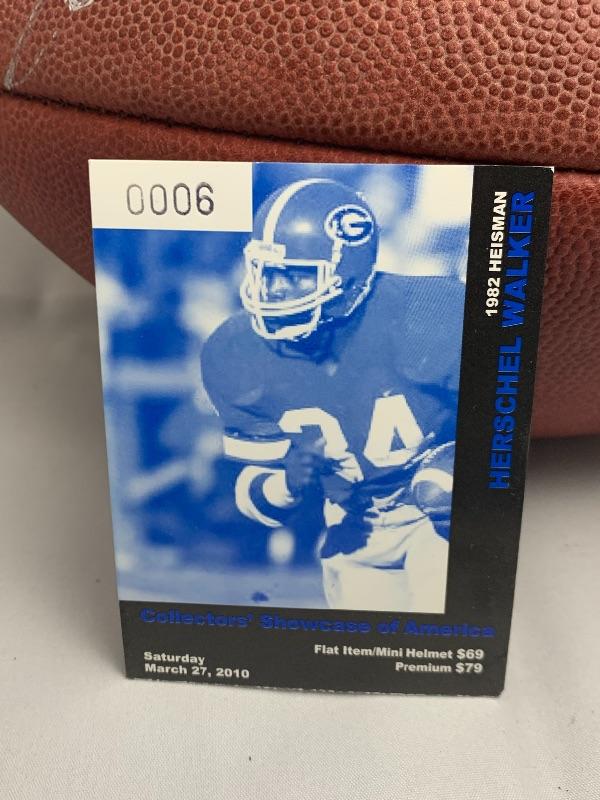 0006
G
34
1982 HEISMAN
HERSCHEL WALKER
Collectors' Showcase of America
Saturday
March 27, 2010
Flat Item/Mini Helmet $69
Premium $79